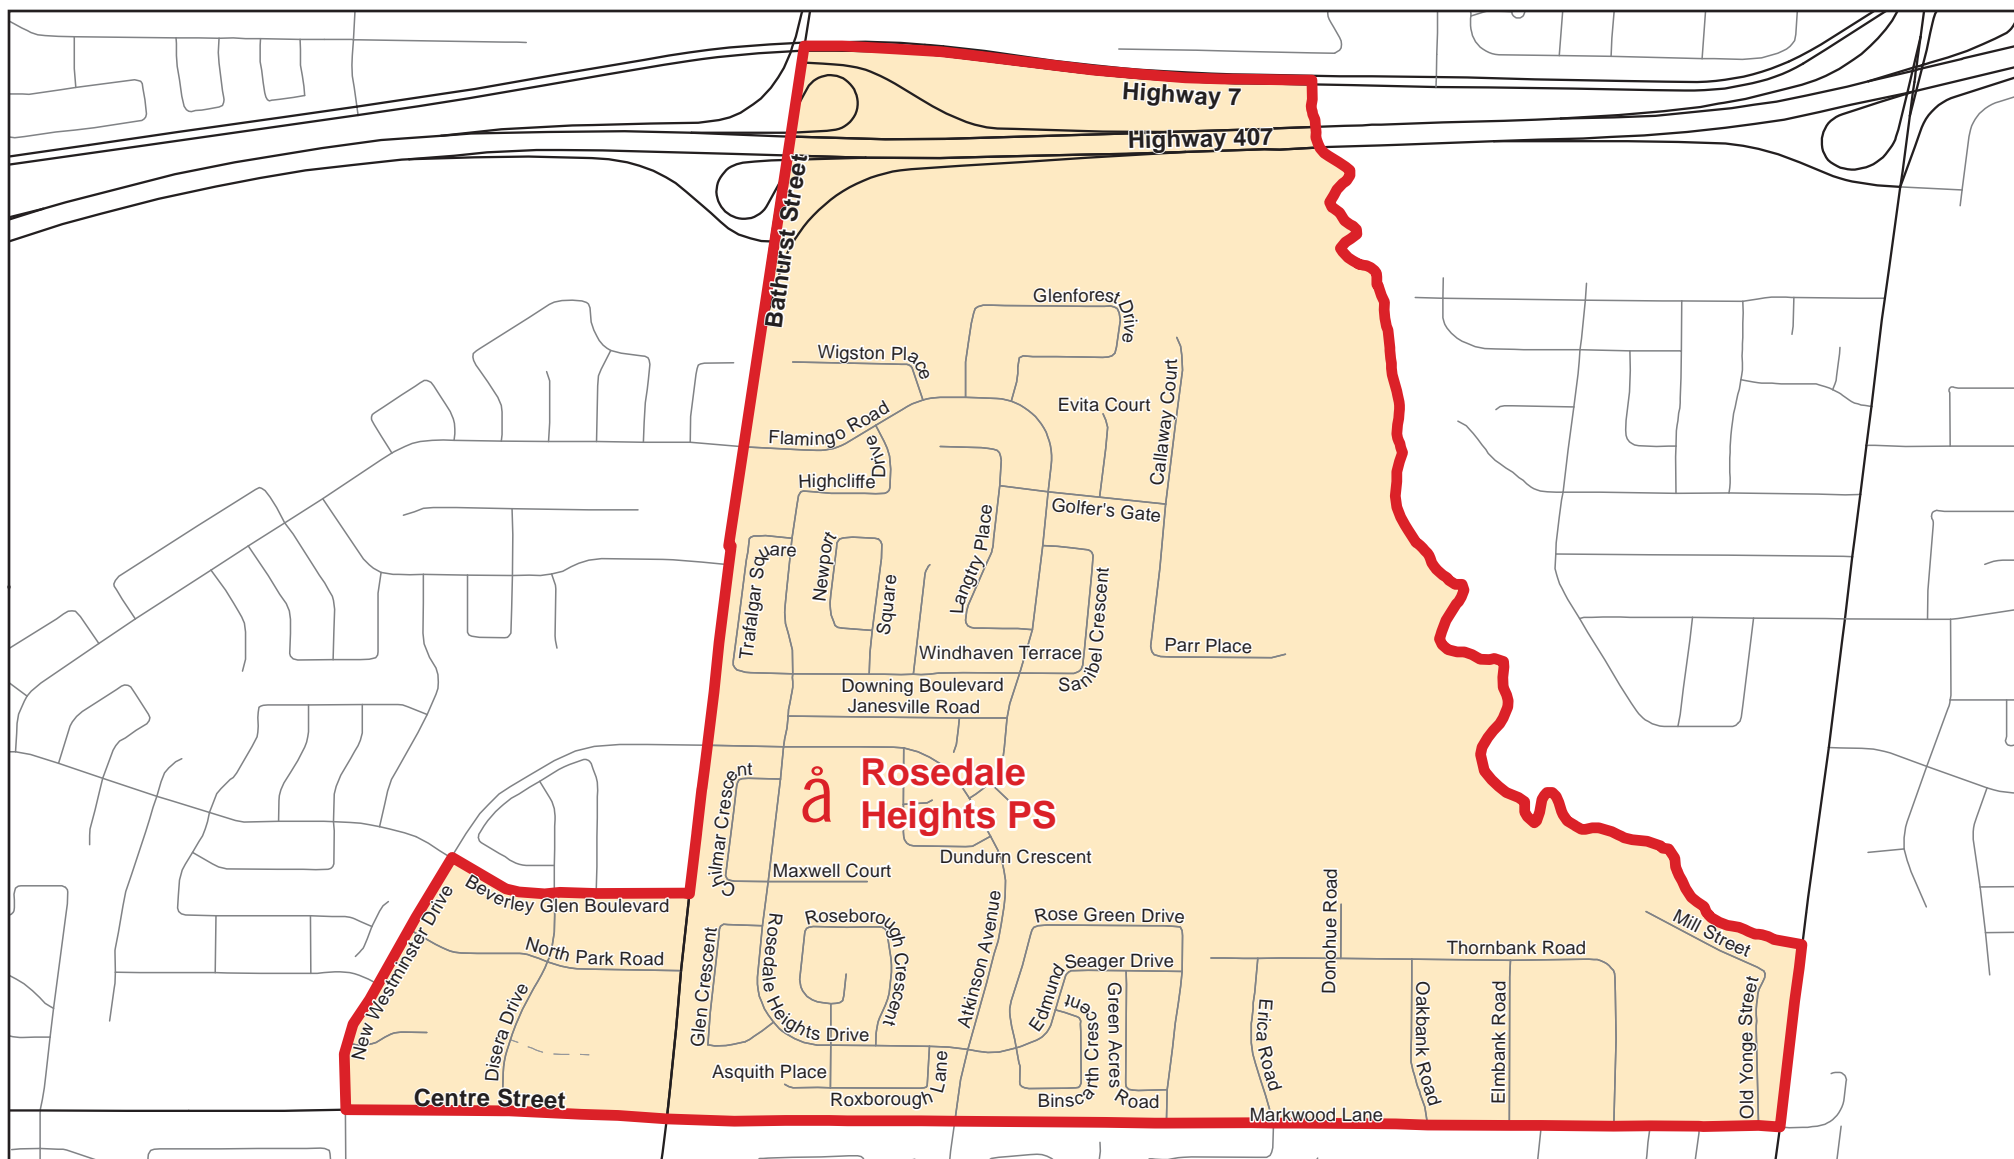 Highway 7
Highway 407
Bathurst Street
Glenforest Drive
Wigston Place
Callaway Court
Evita Court
Flamingo Road
Highcliffe Drive
Golfer's Gate
Langtry Place
Trafalgar Square
Newport Square
Sanibel Crescent
Windhaven Terrace
Parr Place
Downing Boulevard
Janesville Road
Rosedale
Heights PS
å
Chilmar Crescent
Dundurn Crescent
Maxwell Court
Beverley Glen Boulevard
New Westminster Drive
North Park Road
Disera Drive
Centre Street
Glen Crescent
Rosedale Heights Drive
Roseborough Crescent
Atkinson Avenue
Rose Green Drive
Seager Drive
Edmund
Green Acres Road
Binscarth Crescent
Asquith Place
Roxborough Lane
Donohue Road
Thornbank Road
Mill Street
Erica Road
Oakbank Road
Elmbank Road
Old Yonge Street
Markwood Lane